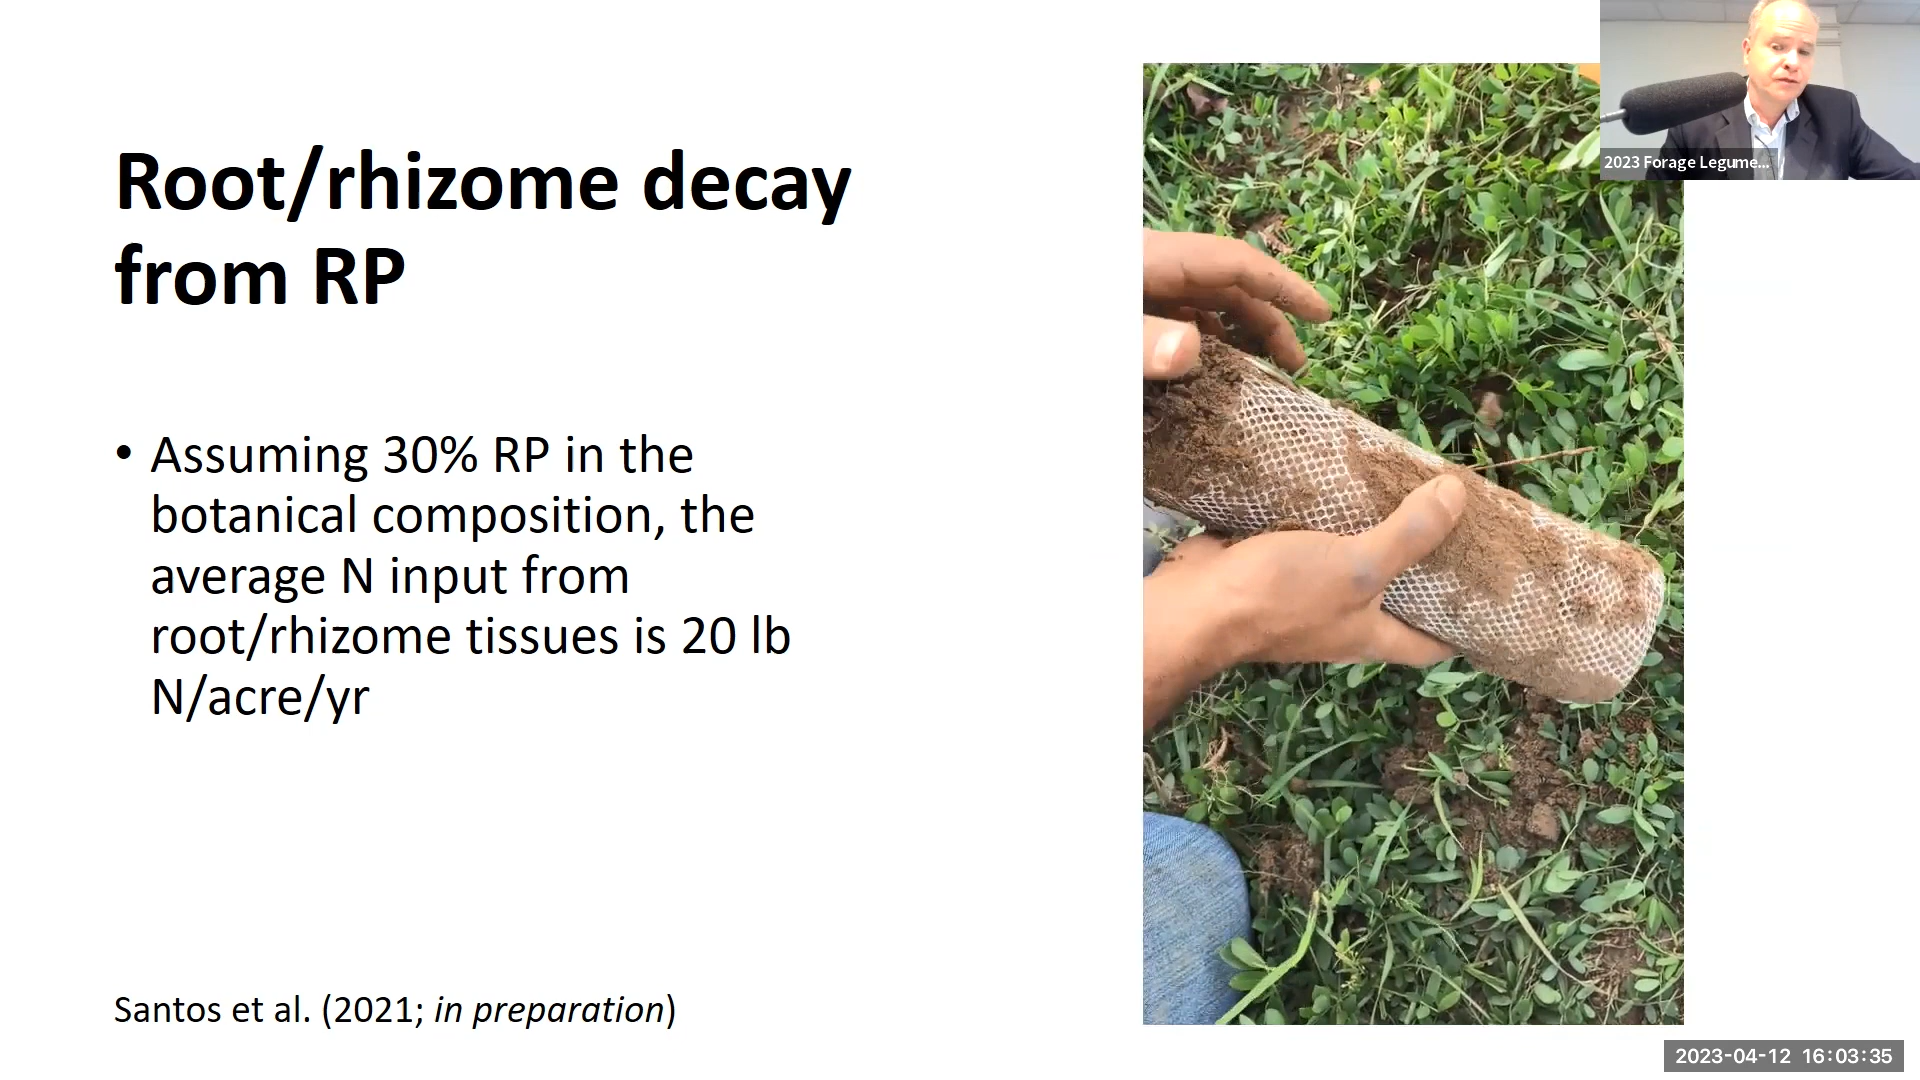 Root/rhizome decay
from RP
• Assuming 30% RP in the
botanical composition, the
average N input from
root/rhizome tissues is 20 lb
N/acre/yr
Santos et al. (2021; in preparation)
2023 Forage Legume...
2023-04-12 16:03:35